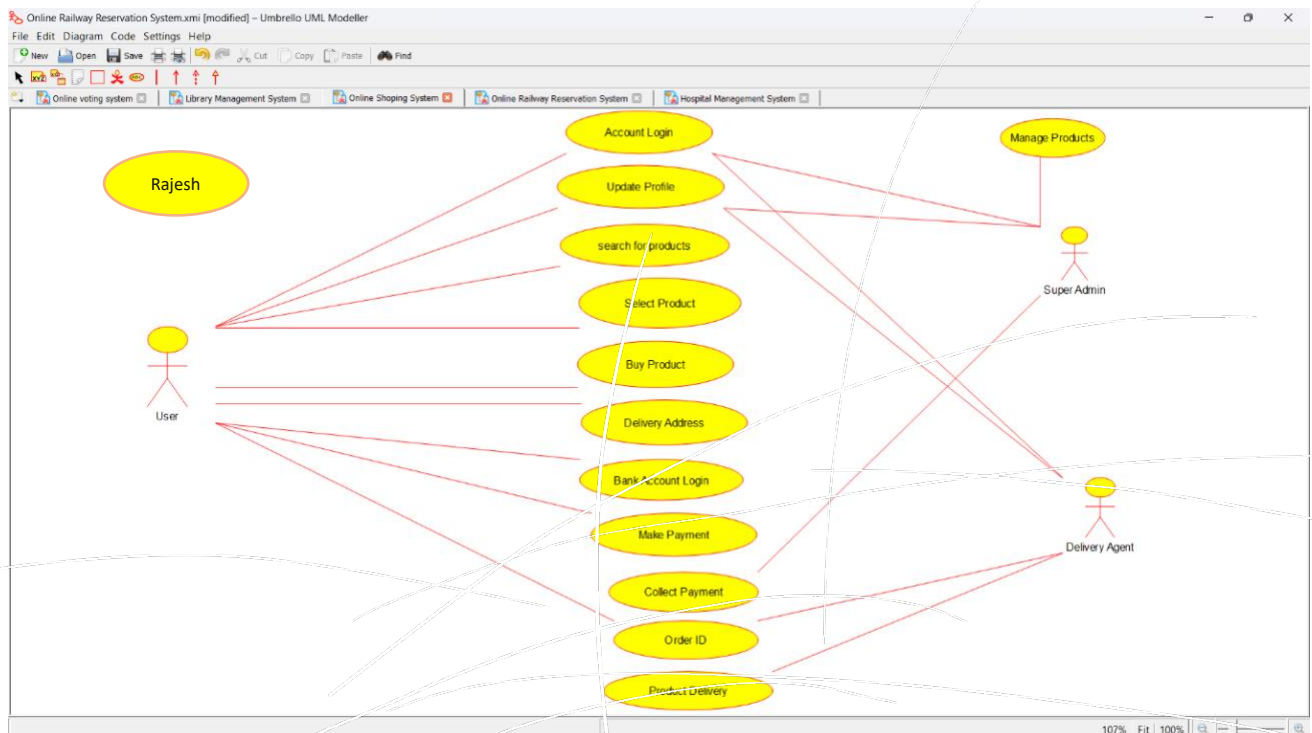 Online Railway Reservation System.xmi [modified] – Umbrello UML Modeller
File Edit Diagram Code Settings Help
New Open Save Cut Copy Paste Find
xyz
Online voting system Library Management System Online Shoping System Online Railway Reservation System Hospital Management System
Account Login
Manage Products
Rajesh
Update Profile
search for products
Super Admin
Select Product
Buy Product
User
Delivery Address
Bank Account Login
Make Payment
Delivery Agent
Collect Payment
Order ID
Product Delivery
107% Fit 100%